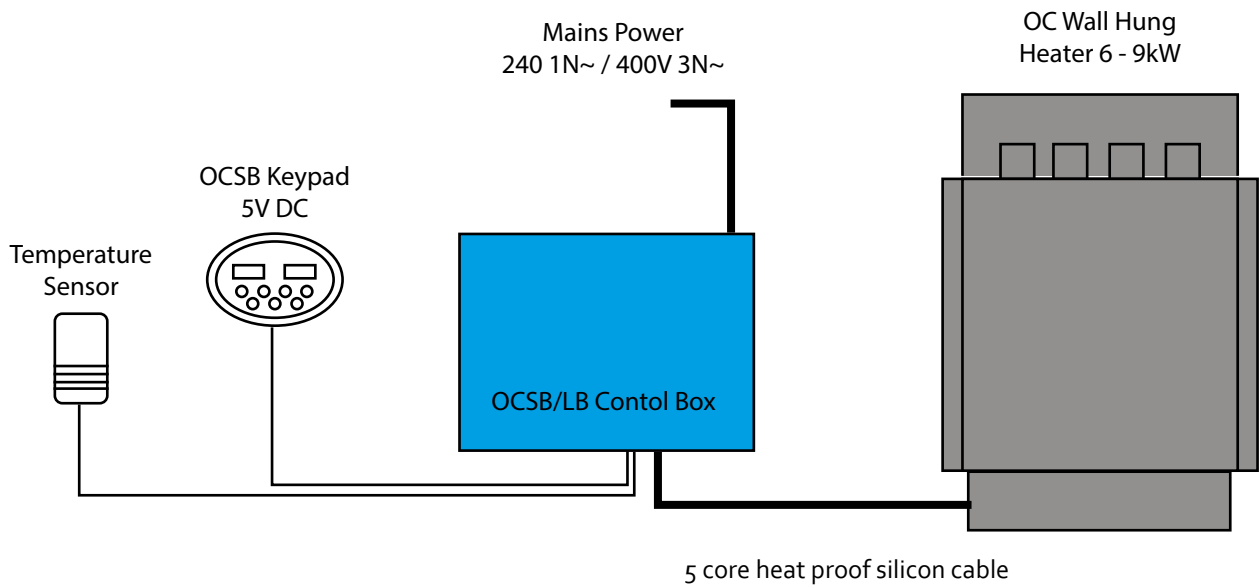 Mains Power
240 1N~ / 400V 3N~
OC Wall Hung
Heater 6 - 9kW
OCSB Keypad
5V DC
Temperature
Sensor
OCSB/LB Contol Box
5 core heat proof silicon cable